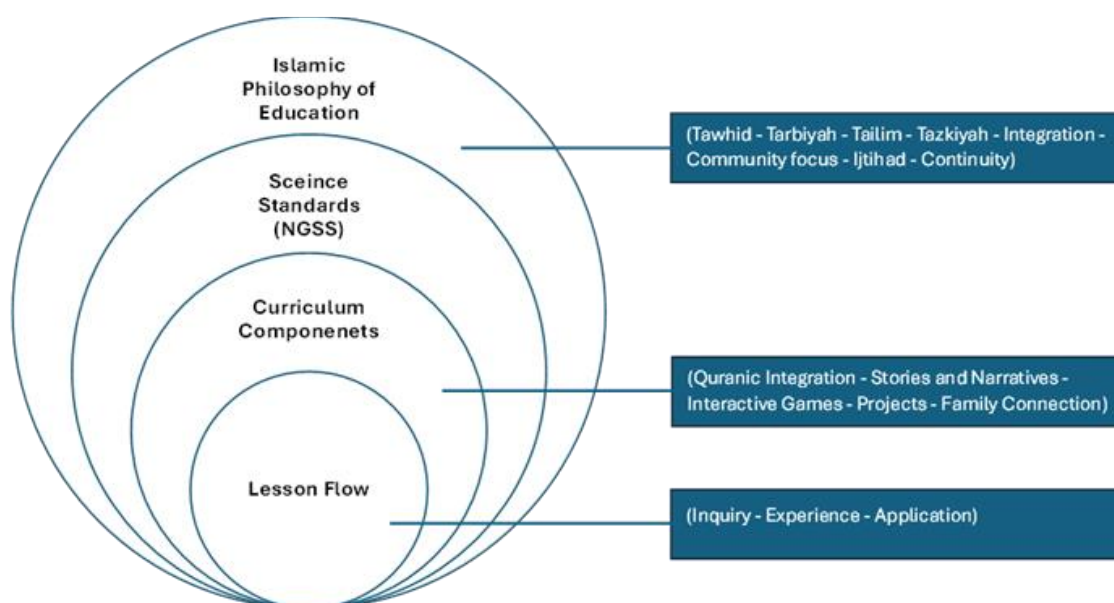 Islamic
Philosophy of
Education
(Tawhid - Tarbiyah - Tailim - Tazkiyah - Integration -
Community focus - Ijtihad - Continuity)
Sceince
Standards
(NGSS)
Curriculum
Componenets
(Quranic Integration - Stories and Narratives -
Interactive Games - Projects - Family Connection)
Lesson Flow
(Inquiry - Experience - Application)